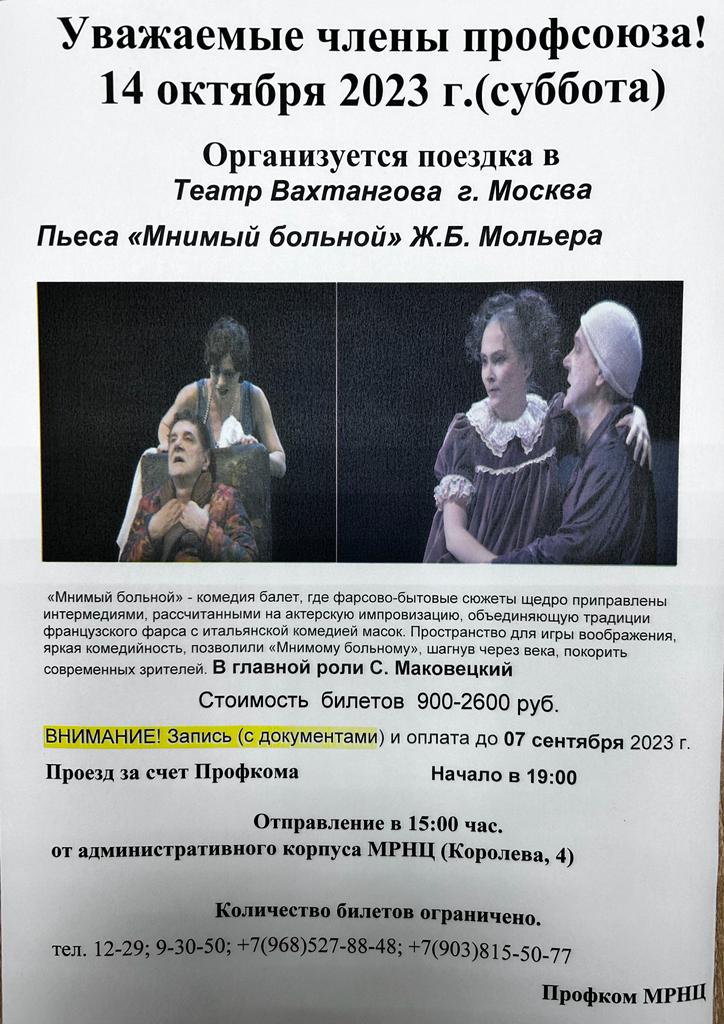 Уважаемые члены профсоюза!
14 октября 2023 г.(суббота)
Организуется поездка в
Театр Вахтангова г. Москва
Пьеса «Мнимый больной» Ж.Б. Мольера
«Мнимый больной» - комедия балет, где фарсово-бытовые сюжеты щедро приправлены
интермедиями, рассчитанными на актерскую импровизацию, объединяющую традиции
французского фарса с итальянской комедией масок. Пространство для игры воображения,
яркая комедийность, позволили «Мнимому больному», шагнув через века, покорить
современных зрителей. В главной роли С. Маковецкий
Стоимость билетов 900-2600 руб.
ВНИМАНИЕ! Запись (с документами) и оплата до 07 сентября 2023 г.
Проезд за счет Профкома Начало в 19:00
Отправление в 15:00 час.
от административного корпуса МРНЦ (Королева, 4)
Количество билетов ограничено.
тел. 12-29; 9-30-50; +7(968)527-88-48; +7(903)815-50-77
Профком МРНЦ